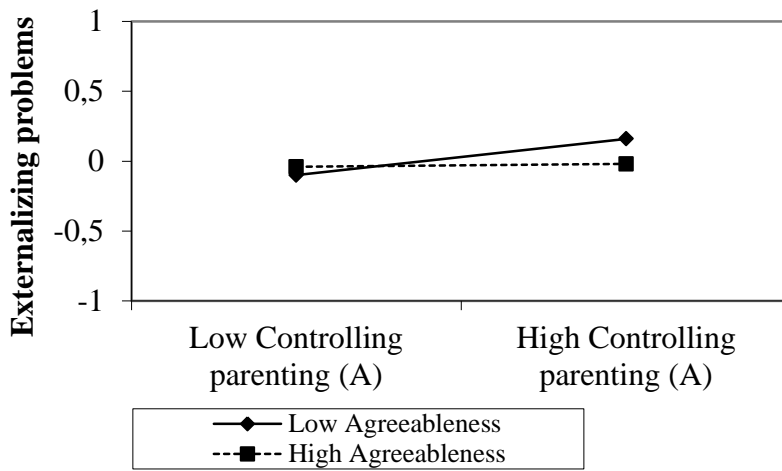 Externalizing problems
1
0,5
0
-0,5
-1
Low Controlling
parenting (A)
High Controlling
parenting (A)
Low Agreeableness
High Agreeableness